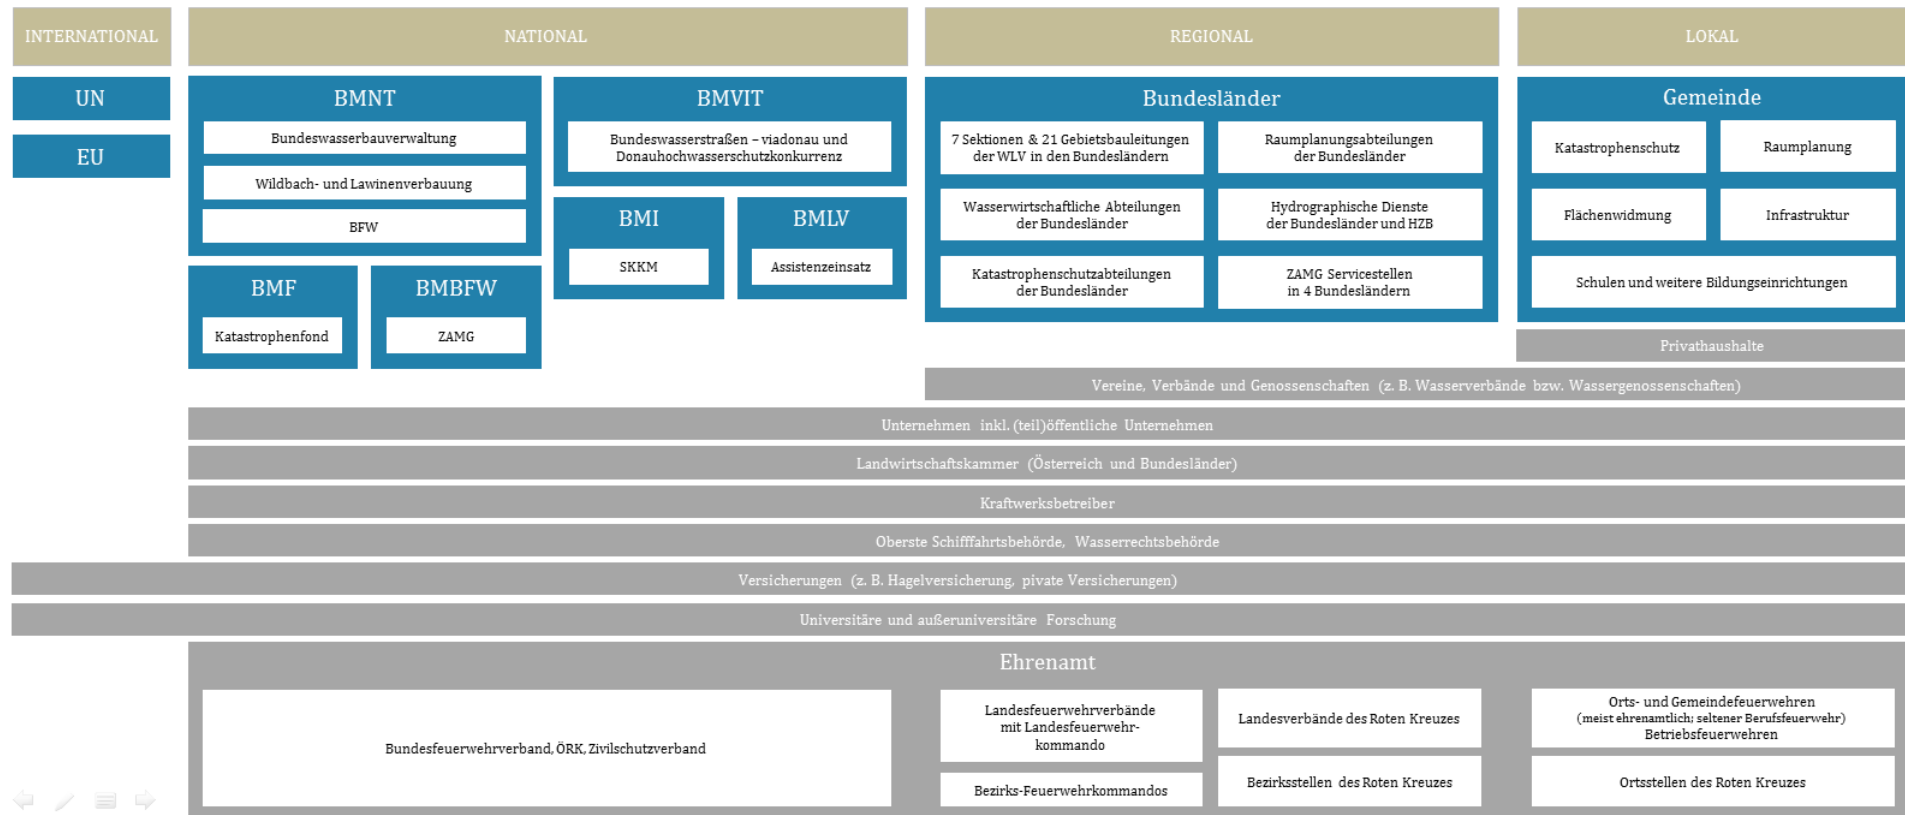 INTERNATIONAL
NATIONAL
REGIONAL
LOKAL
UN
EU
BMNT
Bundeswasserbauverwaltung
Wildbach- und Lawinenverbauung
BFW
BMVIT
Bundeswasserstraßen – viadonau und
Donauhochwasserschutzkonkurrenz
BMI
SKKM
BMLV
Assistenzeinsatz
BMF
Katastrophenfond
BMBFW
ZAMG
Bundesländer
7 Sektionen & 21 Gebietsbauleitungen
der WLV in den Bundesländern
Raumplanungsabteilungen
der Bundesländer
Wasserwirtschaftliche Abteilungen
der Bundesländer
Hydrographische Dienste
der Bundesländer und HZB
Katastrophenschutzabteilungen
der Bundesländer
ZAMG Servicestellen
in 4 Bundesländern
Gemeinde
Katastrophenschutz
Raumplanung
Flächenwidmung
Infrastruktur
Schulen und weitere Bildungseinrichtungen
Privathaushalte
Vereine, Verbände und Genossenschaften (z. B. Wasserverbände bzw. Wassergenossenschaften)
Unternehmen inkl. (teil)öffentliche Unternehmen
Landwirtschaftskammer (Österreich und Bundesländer)
Kraftwerksbetreiber
Oberste Schifffahrtsbehörde, Wasserrechtsbehörde
Versicherungen (z. B. Hagelversicherung, pivate Versicherungen)
Universitäre und außeruniversitäre Forschung
Ehrenamt
Bundesfeuerwehrverband, ÖRK, Zivilschutzverband
Landesfeuerwehrverbände
mit Landesfeuerwehr-
kommando
Landesverbände des Roten Kreuzes
Bezirks-Feuerwehrkommandos
Bezirksstellen des Roten Kreuzes
Orts- und Gemeindefeuerwehren
(meist ehrenamtlich; seltener Berufsfeuerwehr)
Betriebsfeuerwehren
Ortsstellen des Roten Kreuzes